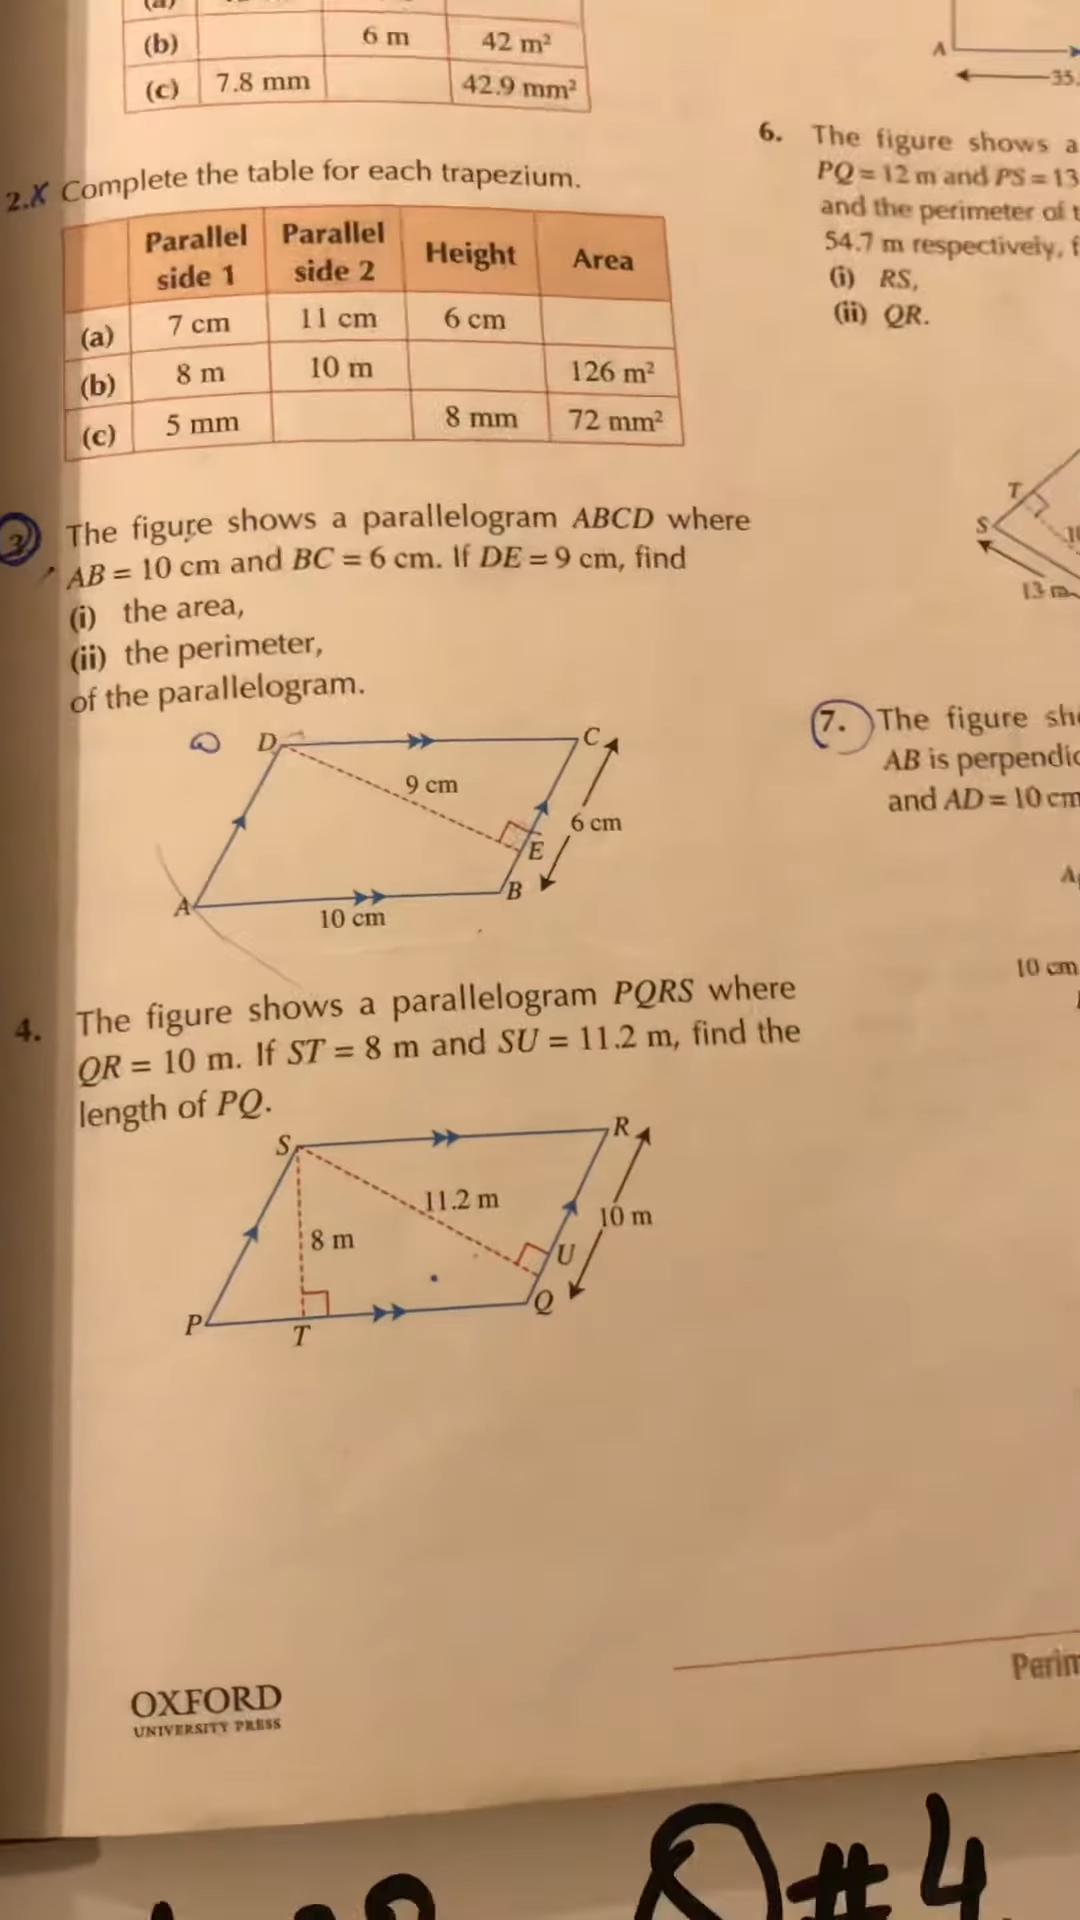 (b) 6 m 42 m²
(c) 7.8 mm 42.9 mm²
2. Complete the table for each trapezium.
Parallel side 1 Parallel side 2 Height Area
(a) 7 cm 11 cm 6 cm
(b) 8 m 10 m 126 m²
(c) 5 mm 8 mm 72 mm²
3 The figure shows a parallelogram ABCD where
AB = 10 cm and BC = 6 cm. If DE = 9 cm, find
(i) the area,
(ii) the perimeter,
of the parallelogram.
D C
9 cm
6 cm
E
A B
10 cm
4. The figure shows a parallelogram PQRS where
QR = 10 m. If ST = 8 m and SU = 11.2 m, find the
length of PQ.
S R
11.2 m
10 m
8 m
U
P T Q
OXFORD
UNIVERSITY PRESS
A
35.
6. The figure shows a
PQ = 12 m and PS = 13
and the perimeter of
54.7 m respectively,
(i) RS,
(ii) QR.
T
S
13 m
7. The figure
AB is perpendic
and AD = 10 cm
A
10 cm
Perim
Q#4